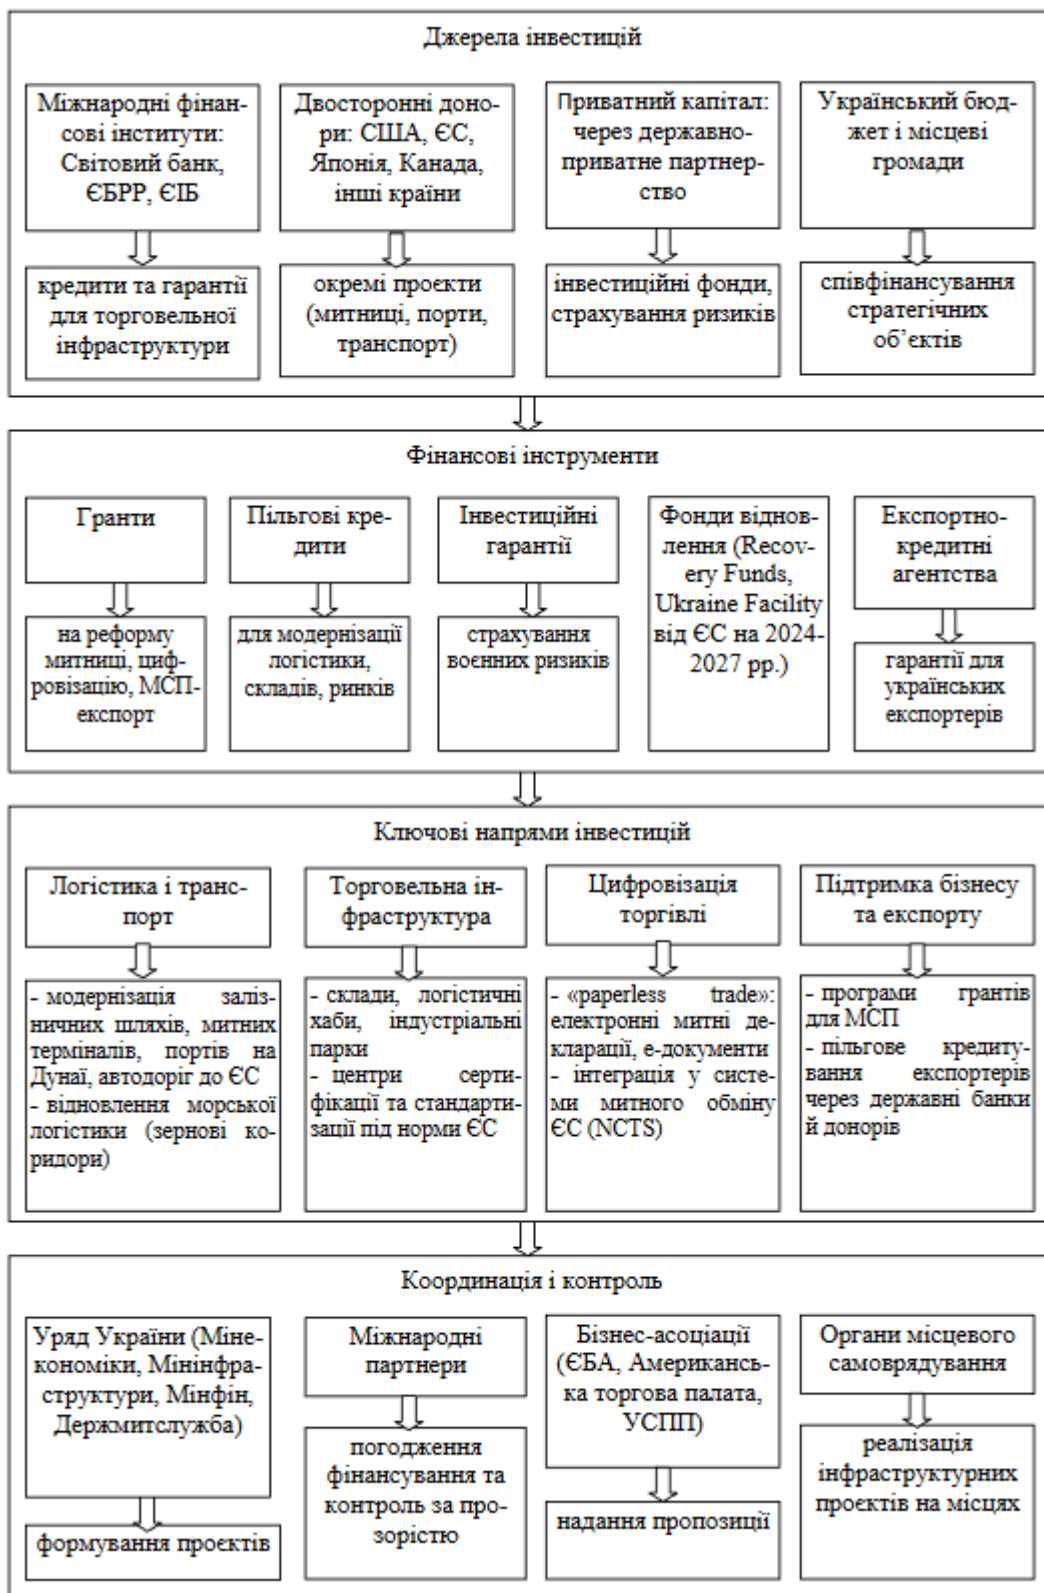 Джерела інвестицій
Міжнародні фінан-
сові інститути:
Світовий банк,
ЄБРР, ЄІБ
Двосторонні доно-
ри: США, ЄС,
Японія, Канада,
інші країни
Приватний капітал:
через державно-
приватне партнер-
ство
Український бюд-
жет і місцеві
громади
кредити та гарантії
для торговельної
інфраструктури
окремі проєкти
(митниці, порти,
транспорт)
інвестиційні фонди,
страхування ризиків
співфінансування
стратегічних
об’єктів
Фінансові інструменти
Гранти
Пільгові кре-
дити
Інвестиційні
гарантії
Фонди віднов-
лення (Recov-
ery Funds,
Ukraine Facility
від ЄС на 2024-
2027 рр.)
Експортно-
кредитні
агентства
на реформу
митниці, циф-
ровізацію, МСП-
експорт
для модернізації
логістики,
складів, ринків
страхування
воєнних ризиків
гарантії для
українських
експортерів
Ключові напрями інвестицій
Логістика і транс-
порт
Торговельна ін-
фраструктура
Цифровізація
торгівлі
Підтримка бізнесу
та експорту
- модернізація заліз-
ничних шляхів, митних
терміналів, портів на
Дунаї, автодоріг до ЄС
- відновлення морської
логістики (зернові ко-
ридори)
- склади, логістичні
хаби, індустріальні
парки
- центри серти-
фікації та стандарти-
зації під норми ЄС
- «paperless trade»:
електронні митні де-
кларації, е-документи
- інтеграція у систе-
ми митного обміну
ЄС (NCTS)
- програми грантів
для МСП
- пільгове кредиту-
вання експортерів
через державні банки
й донорів
Координація і контроль
Уряд України (Міне-
економіки, Мінінфра-
структури, Мінфін,
Держмитслужба)
Міжнародні
партнери
Бізнес-асоціації
(ЄБА, Американсь-
ка торгова палата,
УСПП)
Органи місцевого
самоврядування
формування проєктів
погодження
фінансування та
контроль за про-
зорістю
надання пропозиції
реалізація
інфраструктурних
проєктів на місцях